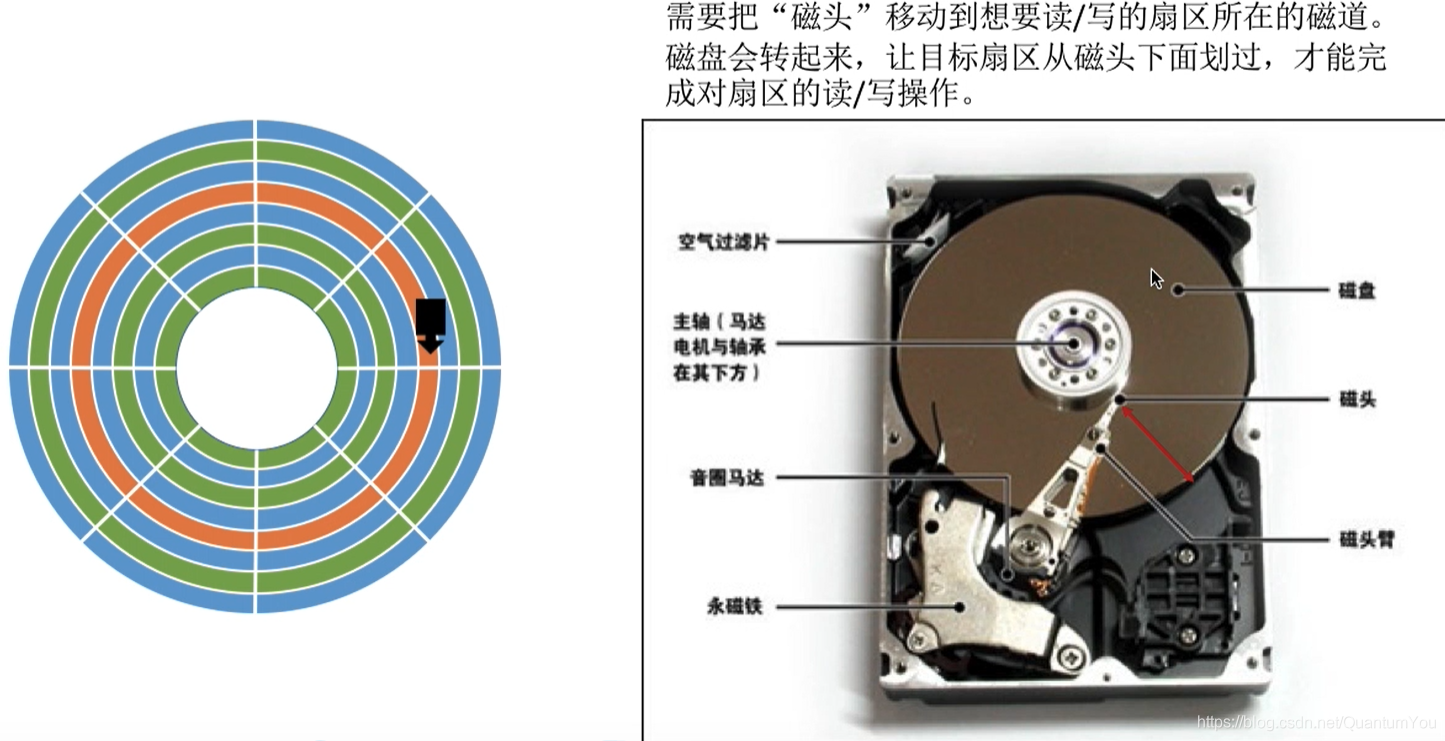 需要把“磁头”移动到想要读/写的扇区所在的磁道。
磁盘会转起来，让目标扇区从磁头下面划过，才能完
成对扇区的读/写操作。
空气过滤片
磁盘
主轴（马达
电机与轴承
在其下方）
磁头
音圈马达
磁头臂
永磁铁
https://blog.csdn.net/QuantumYou